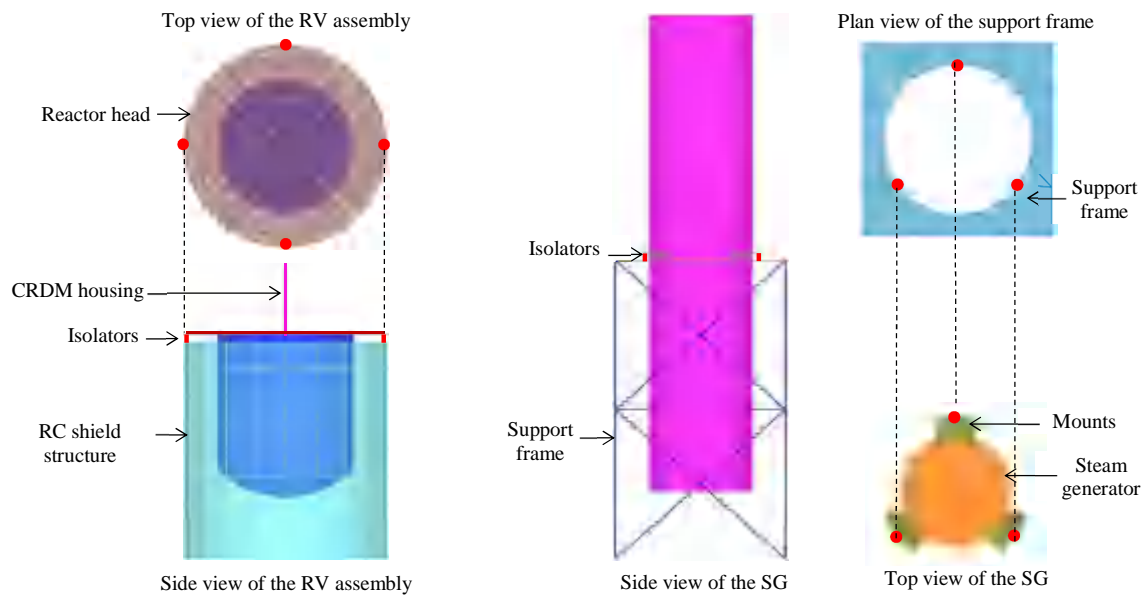 Top view of the RV assembly
Reactor head
CRDM housing
Isolators
RC shield
structure
Side view of the RV assembly
Isolators
Support
frame
Side view of the SG
Plan view of the support frame
Support
frame
Mounts
Steam
generator
Top view of the SG